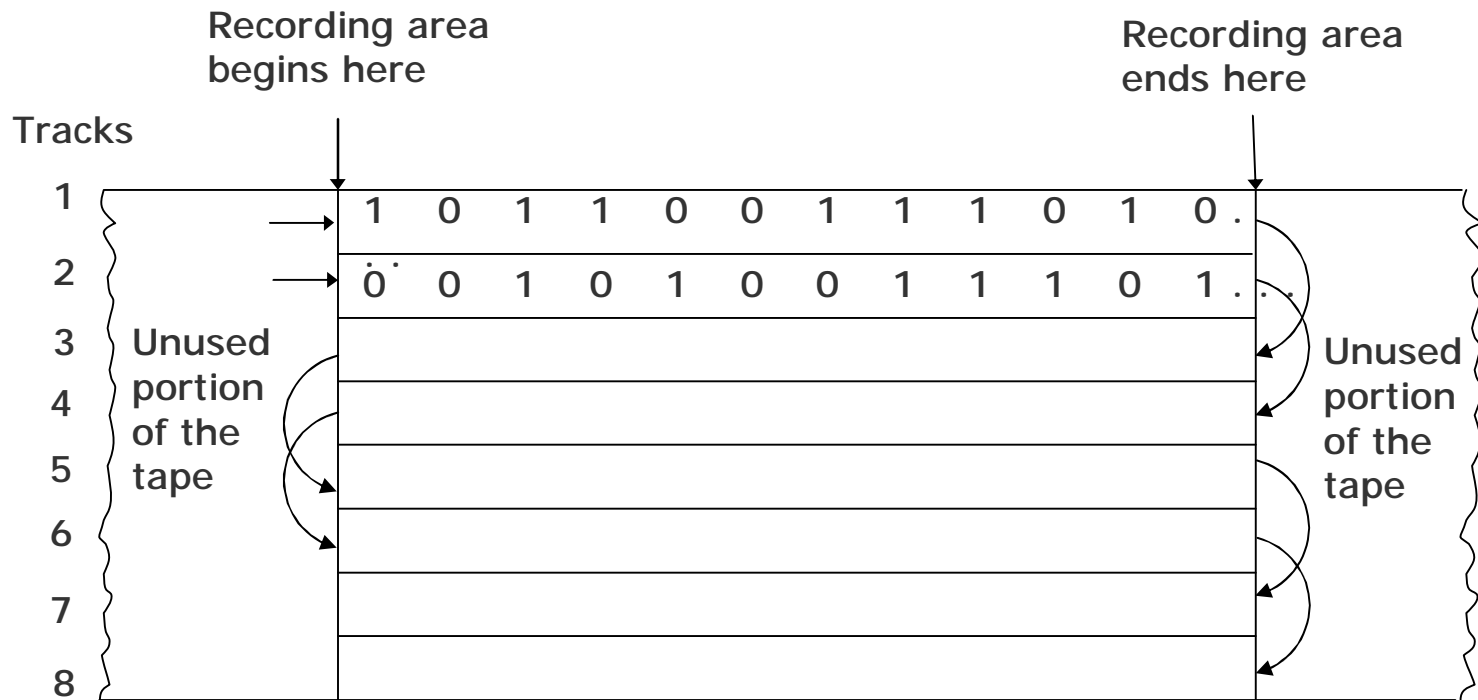 Recording area
begins here
Recording area
ends here
Tracks
1
1 0 1 1 0 0 1 1 1 0 1 0 .
. .
2
0 0 1 0 1 0 0 1 1 1 0 1 . . .
3
4
5
6
7
8
Unused
portion
of the
tape
Unused
portion
of the
tape